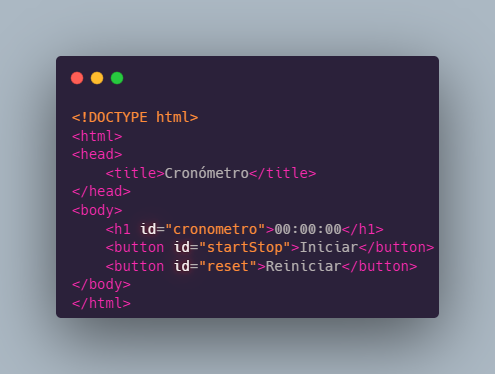 <!DOCTYPE html>
<html>
<head>
    <title>Cronómetro</title>
</head>
<body>
    <h1 id="cronometro">00:00:00</h1>
    <button id="startStop">Iniciar</button>
    <button id="reset">Reiniciar</button>
</body>
</html>